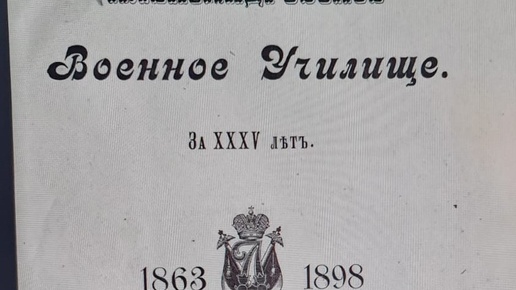 Военное Училище.
За XXXV лѣтъ.
1863 1898